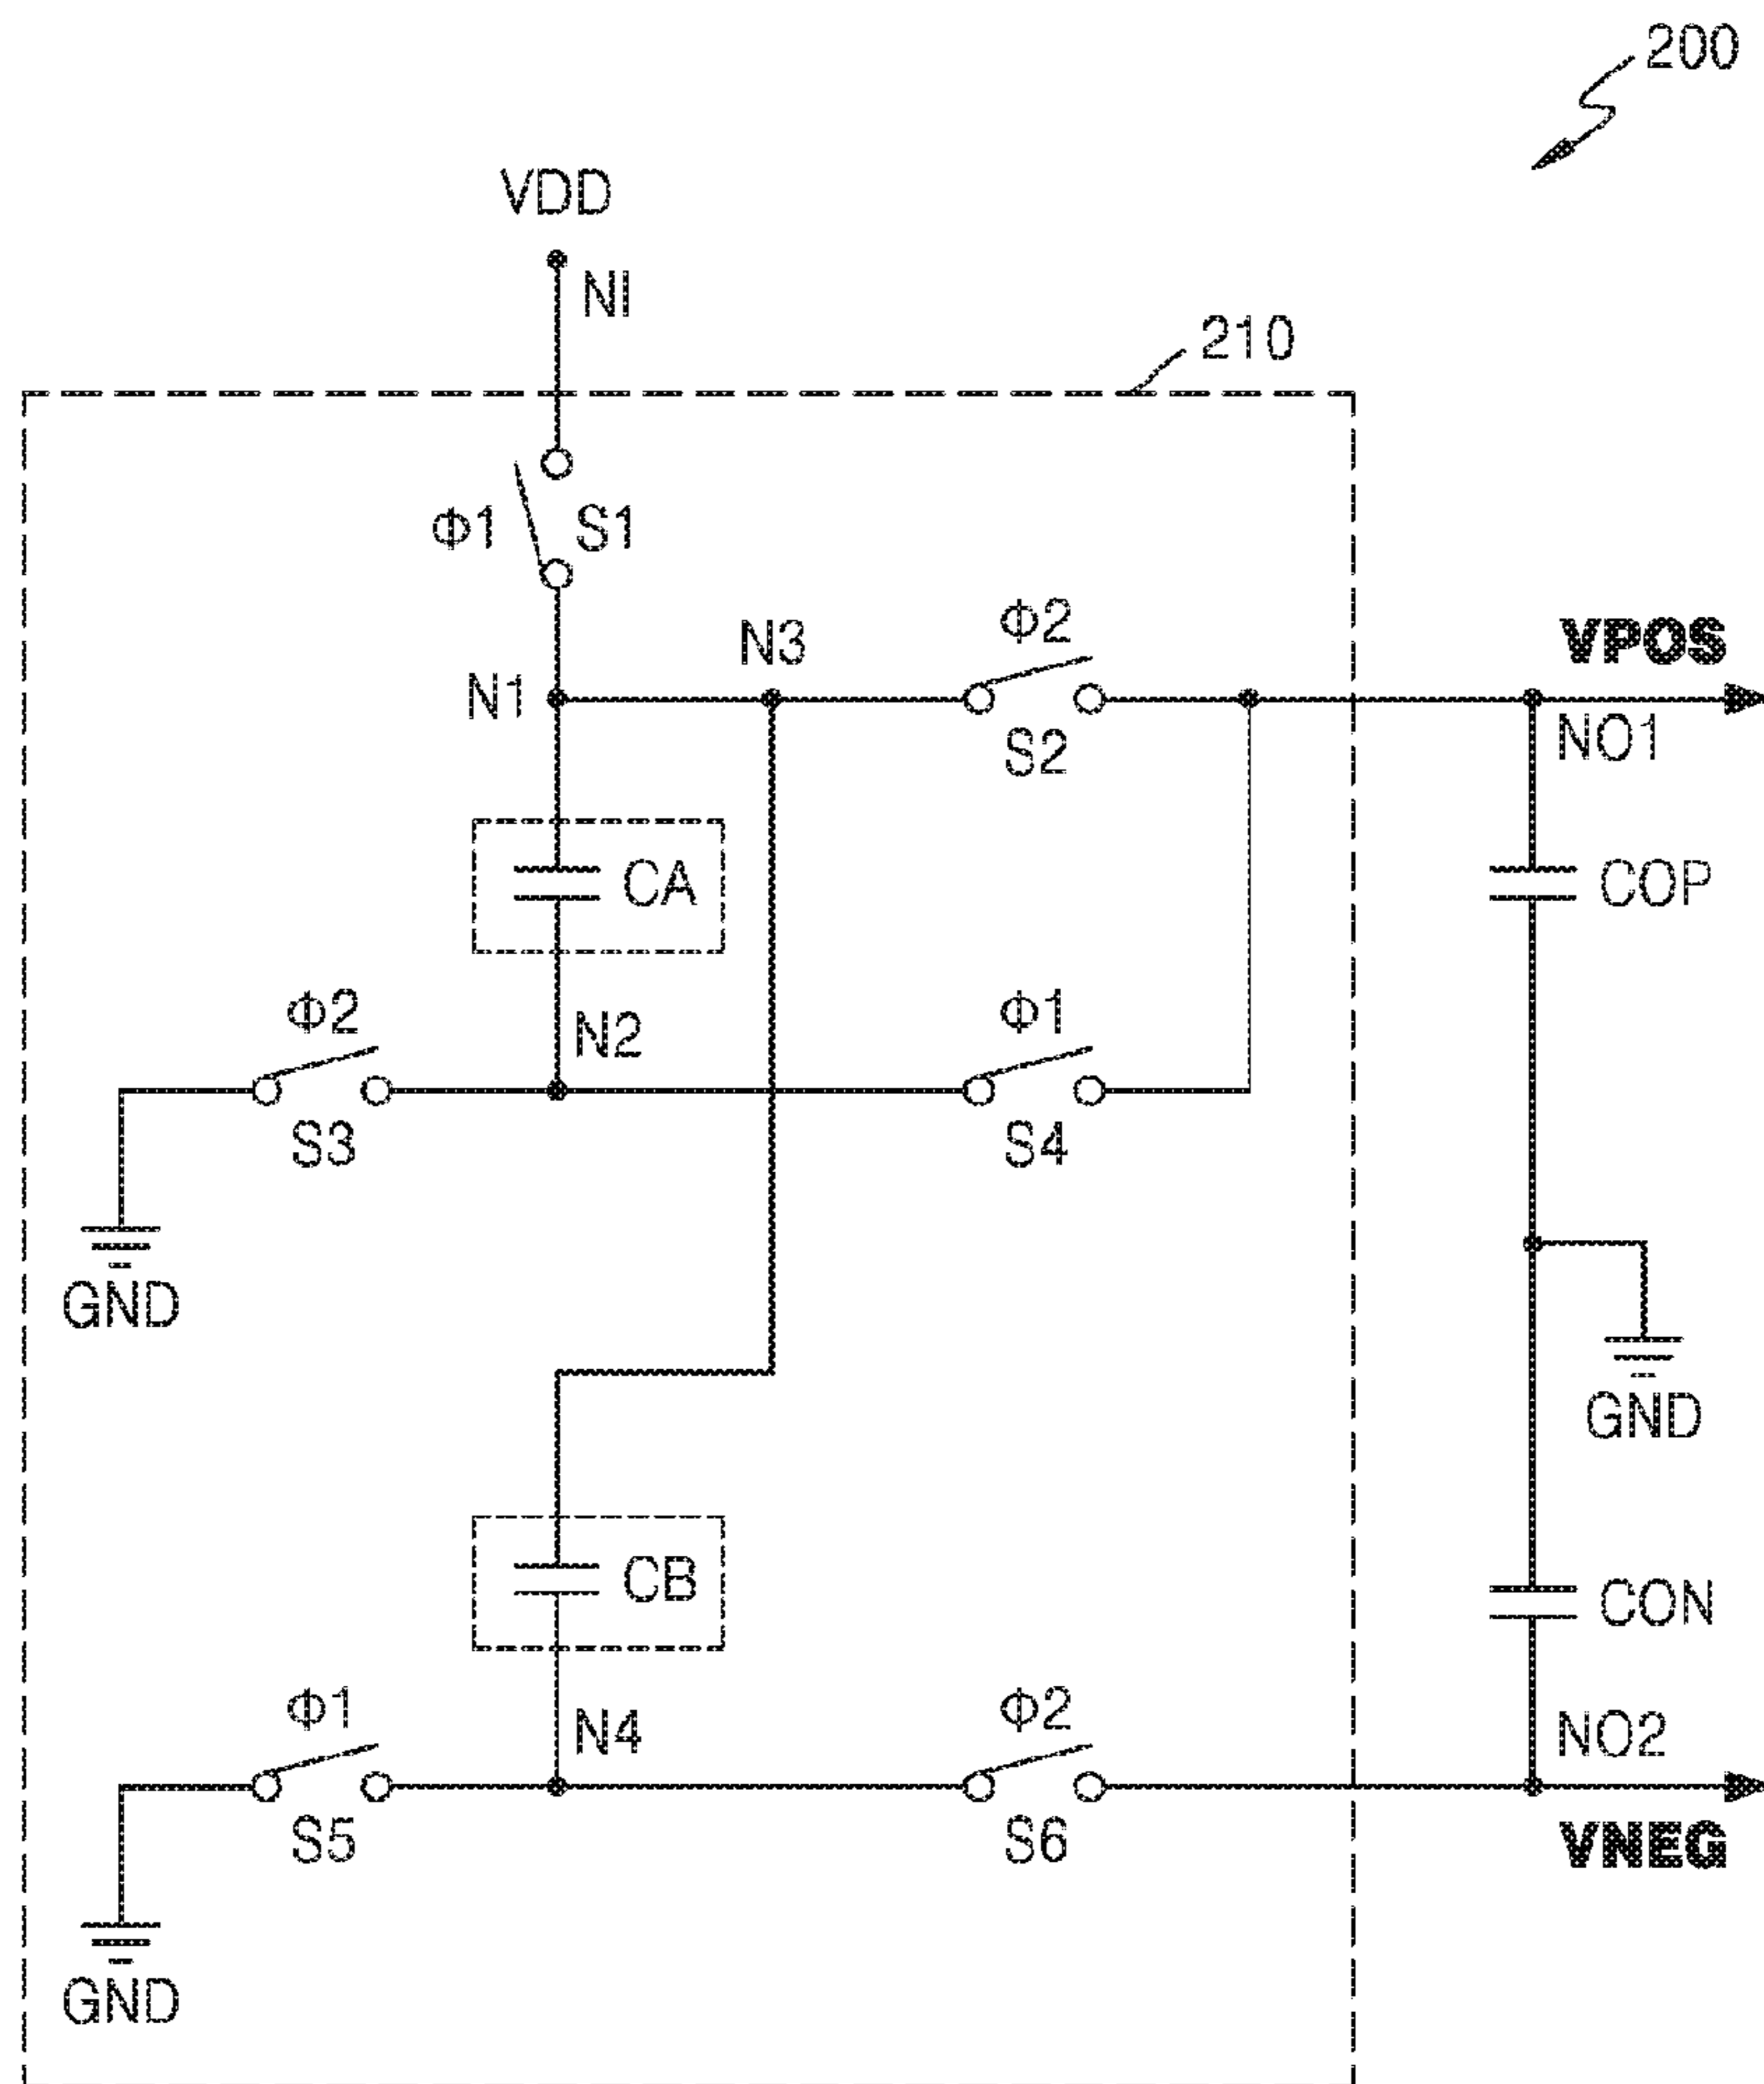 200
VDD
NI
210
Φ1 S1
N3
Φ2
VPOS
N1
S2
NO1
CA
COP
Φ2
N2
Φ1
S3
S4
GND
GND
CB
CON
Φ1
N4
Φ2
NO2
S5
S6
VNEG
GND